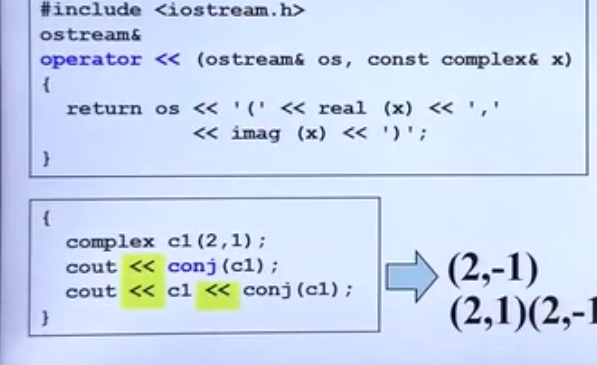 #include <iostream.h>
ostream&
operator << (ostream& os, const complex& x)
{
  return os << '(' << real (x) << ','
            << imag (x) << ')';
}
{
  complex c1(2,1);
  cout << conj(c1);
  cout << c1 << conj(c1);
}
(2,-1)
(2,1)(2,-1